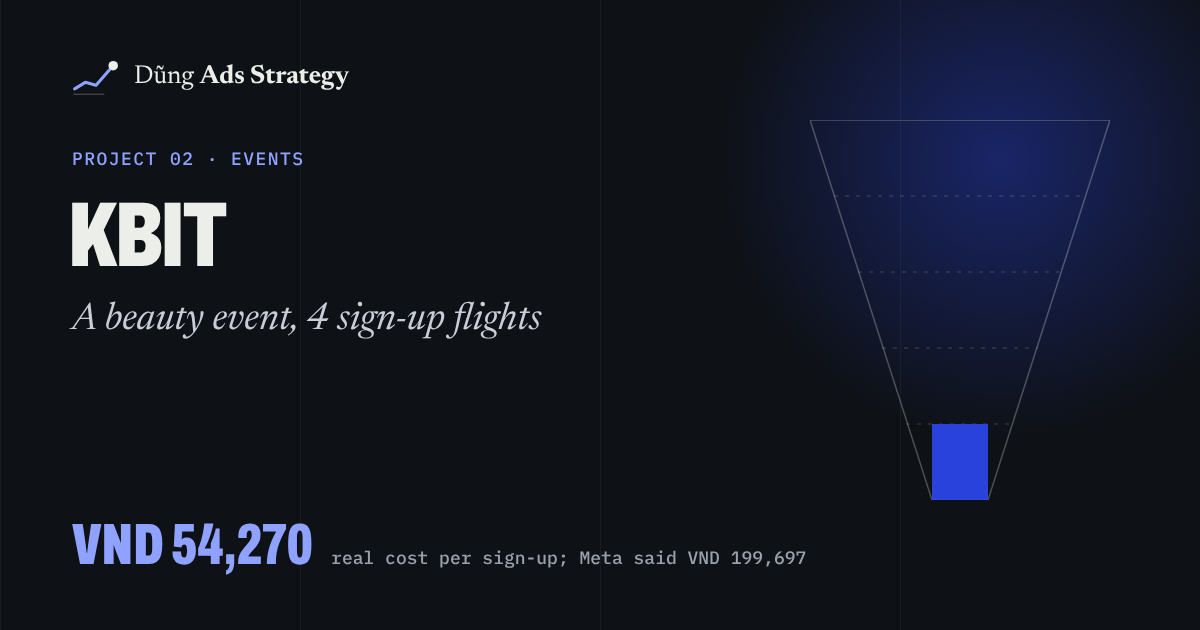 Dũng Ads Strategy
PROJECT 02 · EVENTS
KBIT
A beauty event, 4 sign-up flights
VND 54,270 real cost per sign-up; Meta said VND 199,697